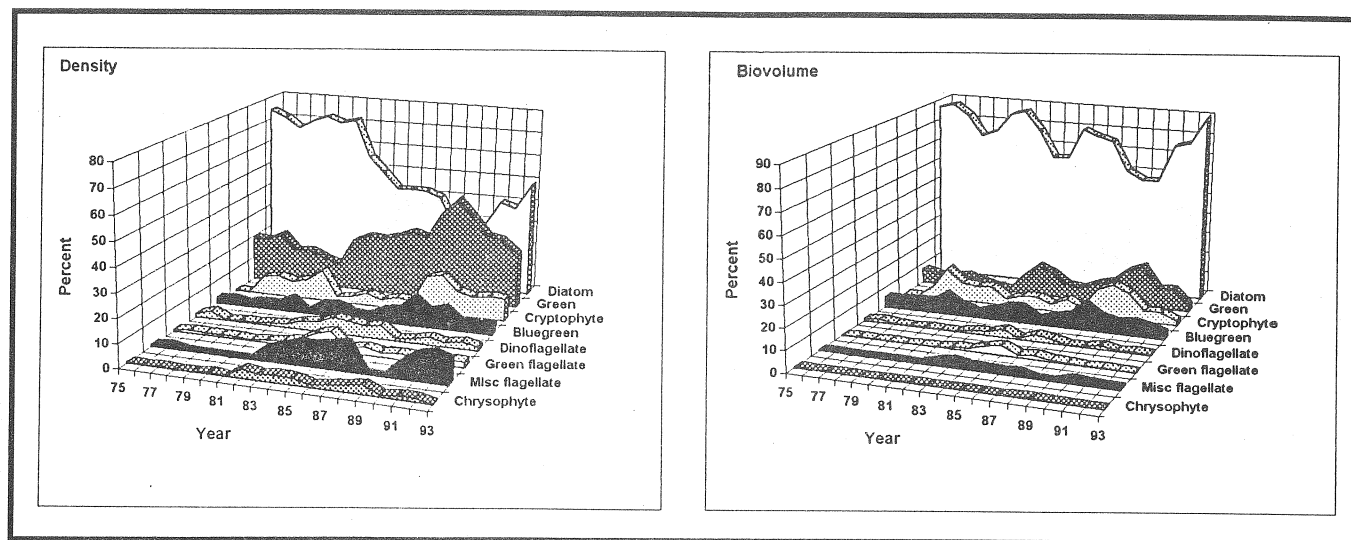 Density
80
70
60
50
40
30
20
10
0
Percent
75
77
79
81
83
85
87
89
91
93
Year
Diatom
Green
Cryptophyte
Bluegreen
Dinoflagellate
Green flagellate
Misc flagellate
Chrysophyte
Biovolume
90
80
70
60
50
40
30
20
10
0
Percent
75
77
79
81
83
85
87
89
91
93
Year
Diatom
Green
Cryptophyte
Bluegreen
Dinoflagellate
Green flagellate
Misc flagellate
Chrysophyte